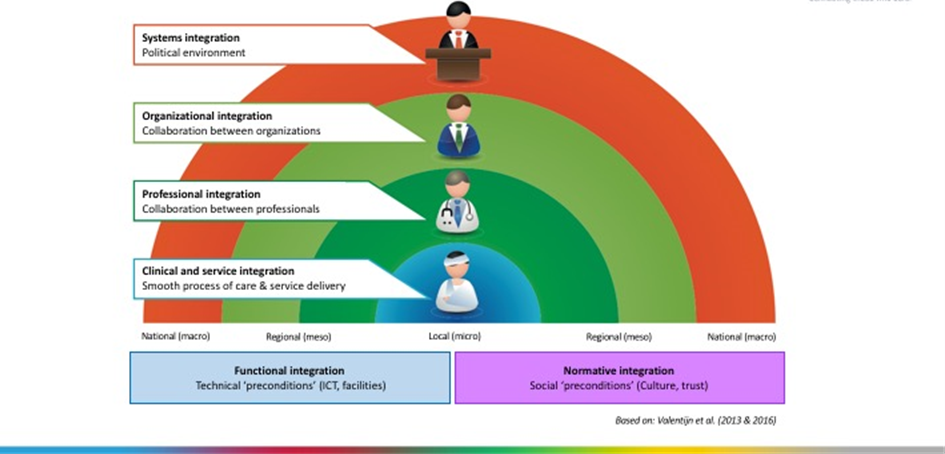 Systems integration
Political environment
Organizational integration
Collaboration between organizations
Professional integration
Collaboration between professionals
Clinical and service integration
Smooth process of care & service delivery
National (macro) Regional (meso) Local (micro) Regional (meso) National (macro)
Functional integration
Technical ‘preconditions’ (ICT, facilities)
Normative integration
Social ‘preconditions’ (Culture, trust)
Based on: Valentijn et al. (2013 & 2016)